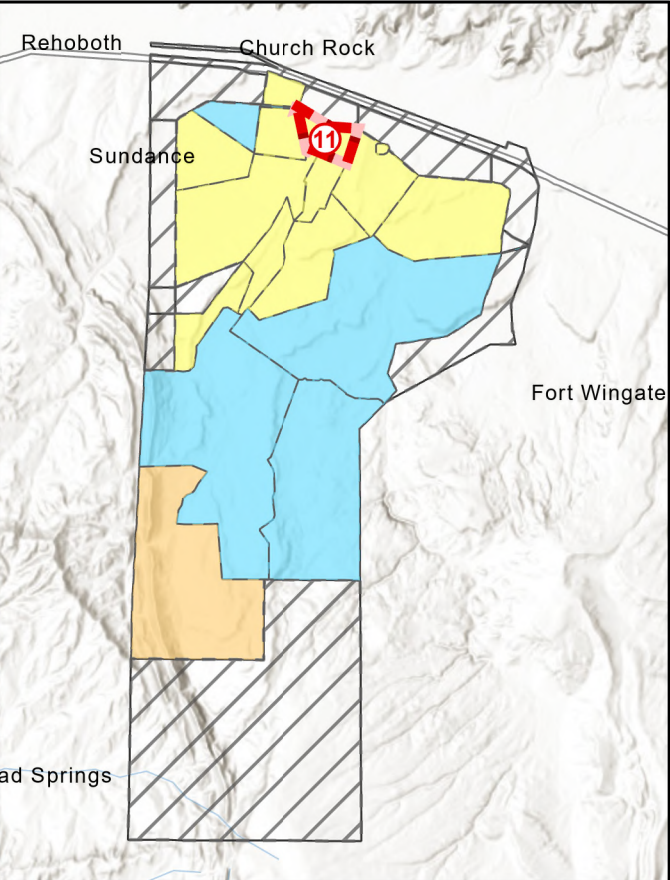 Rehoboth
Church Rock
11
Sundance
Fort Wingate
ad Springs